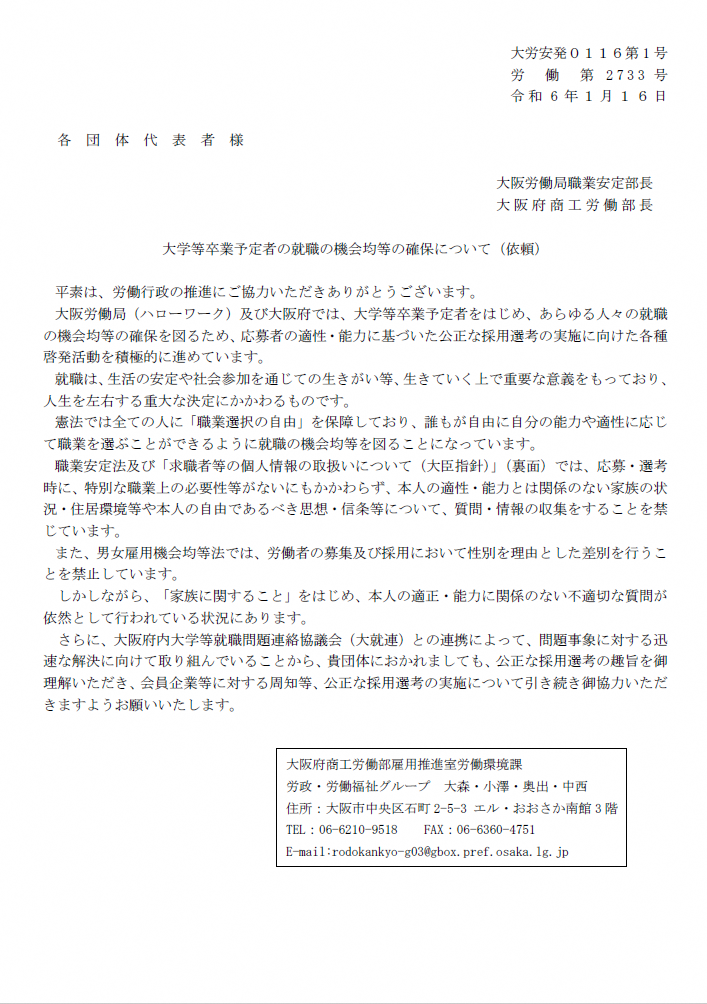 大労安発０１１６第１号
労　働　第　2733　号
令和６年１月１６日
各　団　体　代　表　者　様
大阪労働局職業安定部長
大阪府商工労働部長
大学等卒業予定者の就職の機会均等の確保について（依頼）
平素は、労働行政の推進にご協力いただきありがとうございます。
大阪労働局（ハローワーク）及び大阪府では、大学等卒業予定者をはじめ、あらゆる人々の就職
の機会均等の確保を図るため、応募者の適性・能力に基づいた公正な採用選考の実施に向けた各種
啓発活動を積極的に進めています。
就職は、生活の安定や社会参加を通じての生きがい等、生きていく上で重要な意義をもっており、
人生を左右する重大な決定にかかわるものです。
憲法では全ての人に「職業選択の自由」を保障しており、誰もが自由に自分の能力や適性に応じ
て職業を選ぶことができるように就職の機会均等を図ることになっています。
職業安定法及び「求職者等の個人情報の取扱いについて（大臣指針）」（裏面）では、応募・選考
時に、特別な職業上の必要性等がないにもかかわらず、本人の適性・能力とは関係のない家族の状
況・住居環境等や本人の自由であるべき思想・信条等について、質問・情報の収集をすることを禁
じています。
また、男女雇用機会均等法では、労働者の募集及び採用において性別を理由とした差別を行うこ
とを禁止しています。
しかしながら、「家族に関すること」をはじめ、本人の適正・能力に関係のない不適切な質問が
依然として行われている状況にあります。
さらに、大阪府内大学等就職問題連絡協議会（大就連）との連携によって、問題事象に対する迅
速な解決に向けて取り組んでいることから、貴団体におかれましても、公正な採用選考の趣旨を御
理解いただき、会員企業等に対する周知等、公正な採用選考の実施について引き続き御協力いただ
きますようお願いいたします。
大阪府商工労働部雇用推進室労働環境課
労政・労働福祉グループ　大森・小澤・奥出・中西
住所：大阪市中央区石町2-5-3 エル・おおさか南館３階
TEL：06-6210-9518　　FAX：06-6360-4751
E-mail:rodokankyo-g03@gbox.pref.osaka.lg.jp